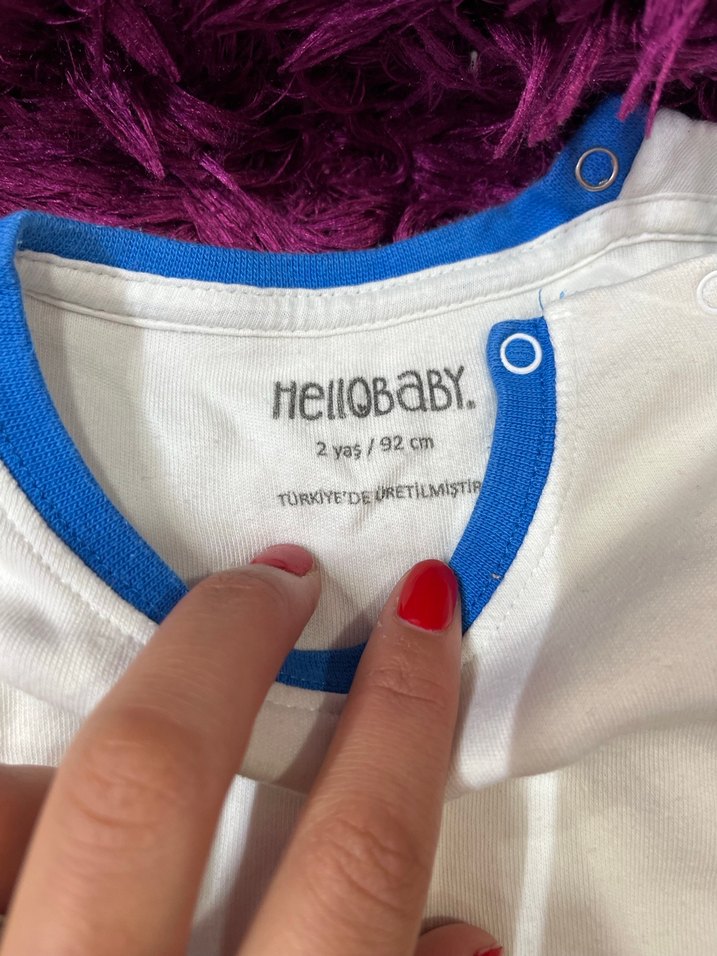 HelloBaby.
2 yaş / 92 cm
TÜRKİYE'DE ÜRETİLMİŞTİR